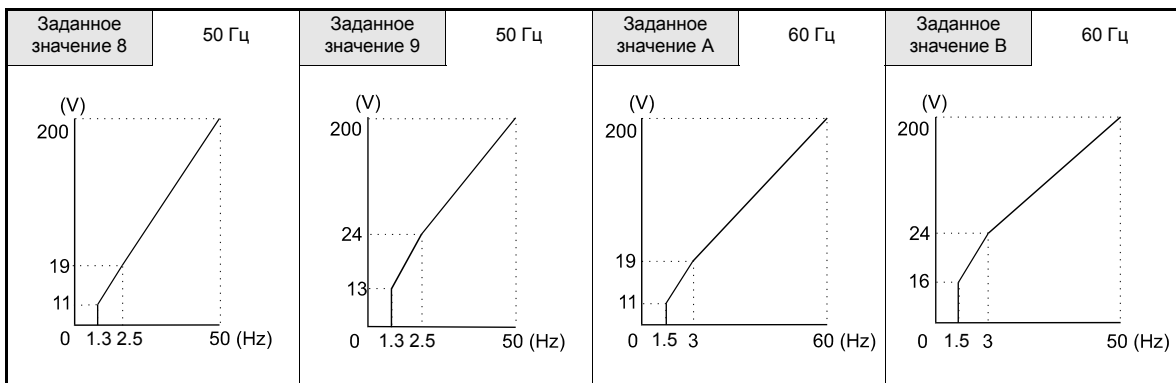 Заданное
значение 8
50 Гц
(V)
200
19
11
0 1.3 2.5 50 (Hz)
Заданное
значение 9
50 Гц
(V)
200
24
13
0 1.3 2.5 50 (Hz)
Заданное
значение A
60 Гц
(V)
200
19
11
0 1.5 3 60 (Hz)
Заданное
значение B
60 Гц
(V)
200
24
16
0 1.5 3 50 (Hz)